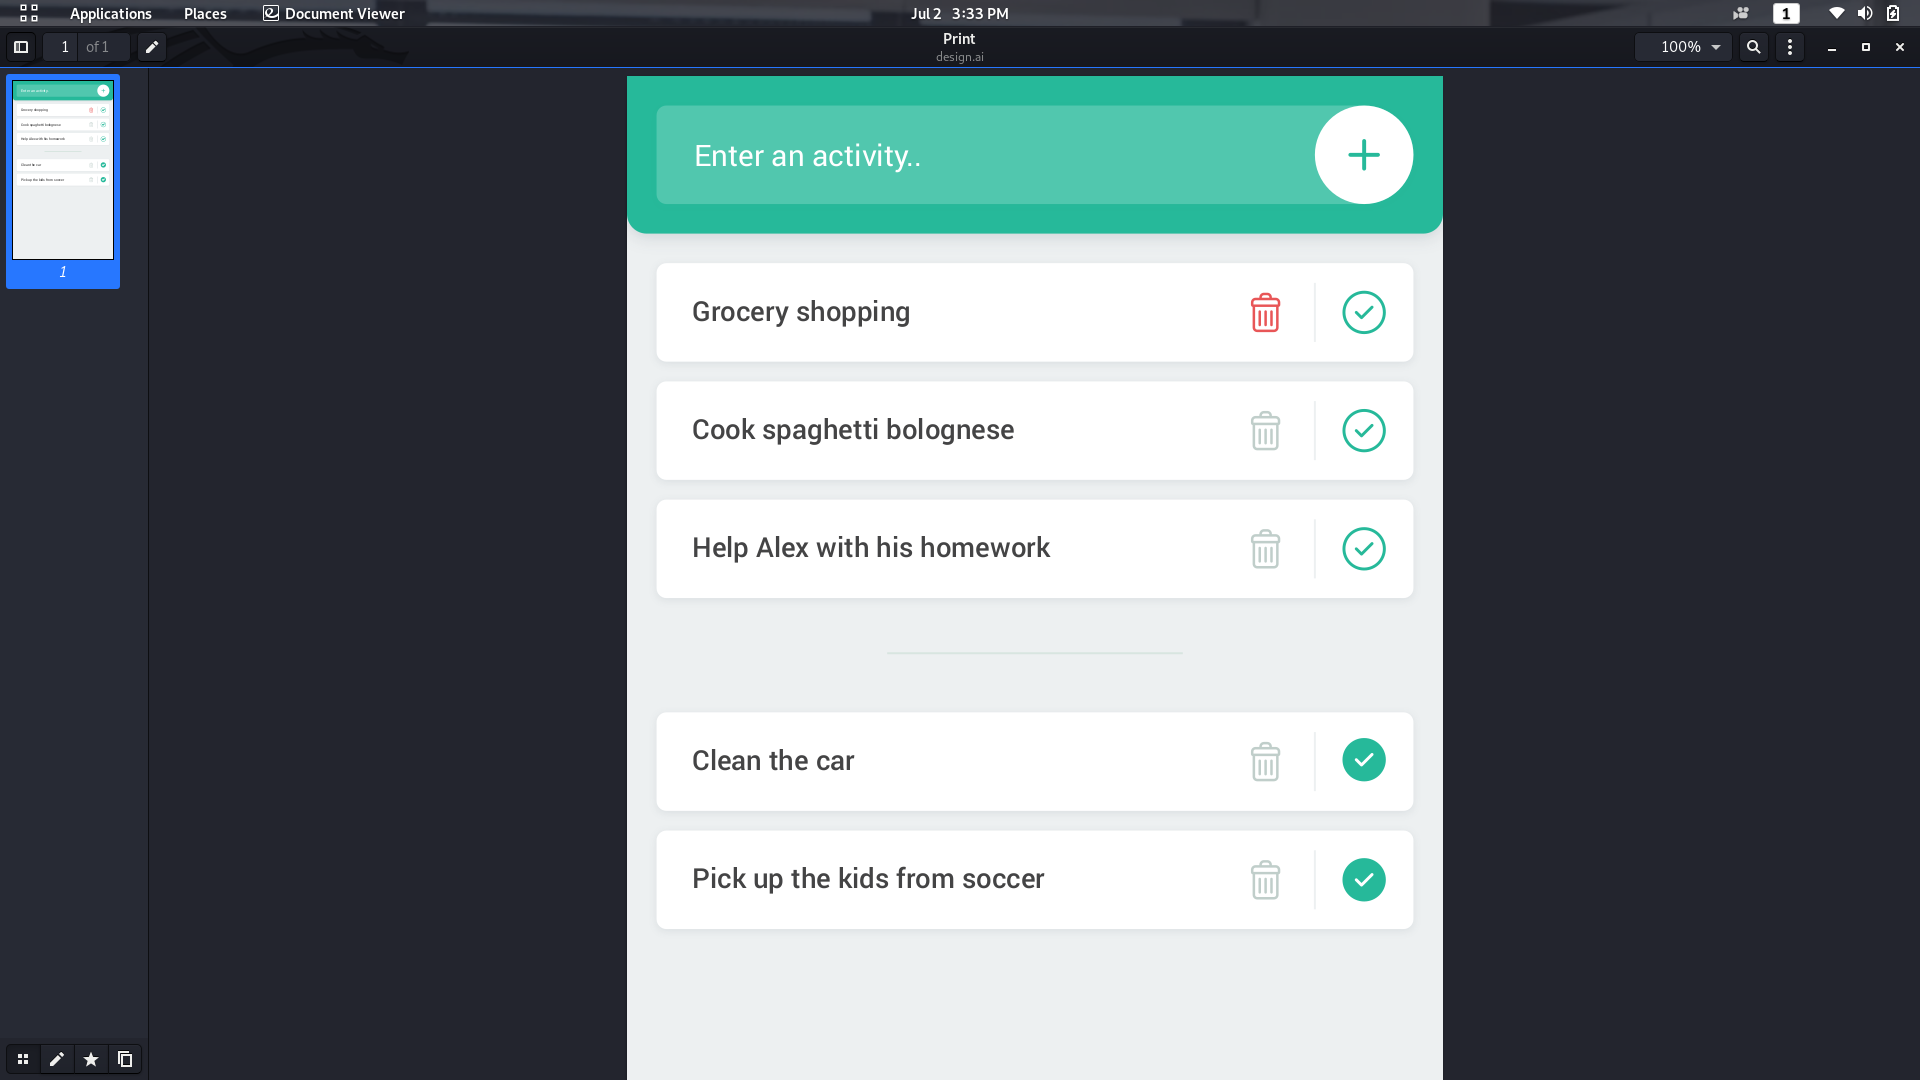 Applications Places Document Viewer Jul 2 3:33 PM 1
1 of 1 Print 100%
design.ai
Enter an activity..
Grocery shopping
Cook spaghetti bolognese
Help Alex with his homework
Clean the car
Pick up the kids from soccer
1